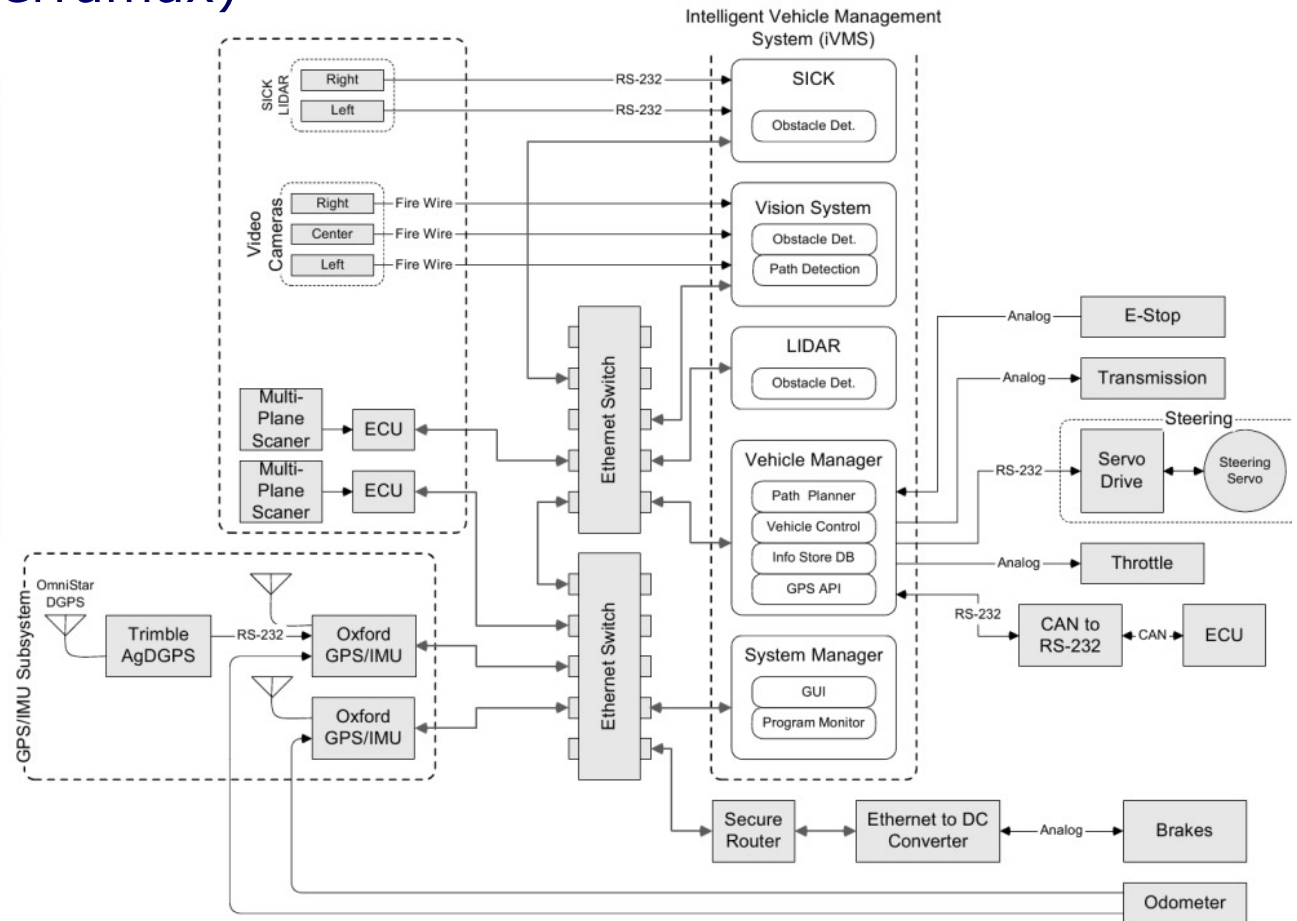 erramax)
Intelligent Vehicle Management
System (iVMS)
SICK
LIDAR
Right
Left
RS-232
RS-232
SICK
Obstacle Det.
Video
Cameras
Right
Center
Left
Fire Wire
Fire Wire
Fire Wire
Vision System
Obstacle Det.
Path Detection
Ethernet Switch
LIDAR
Obstacle Det.
Analog
E-Stop
Analog
Transmission
Multi-
Plane
Scaner
ECU
Multi-
Plane
Scaner
ECU
Vehicle Manager
Path Planner
Vehicle Control
Info Store DB
GPS API
Steering
RS-232
Servo
Drive
Steering
Servo
Analog
Throttle
RS-232
CAN to
RS-232
CAN
ECU
GPS/IMU Subsystem
OmniStar
DGPS
Trimble
AgDGPS
RS-232
Oxford
GPS/IMU
Oxford
GPS/IMU
Ethernet Switch
System Manager
GUI
Program Monitor
Secure
Router
Ethernet to DC
Converter
Analog
Brakes
Odometer